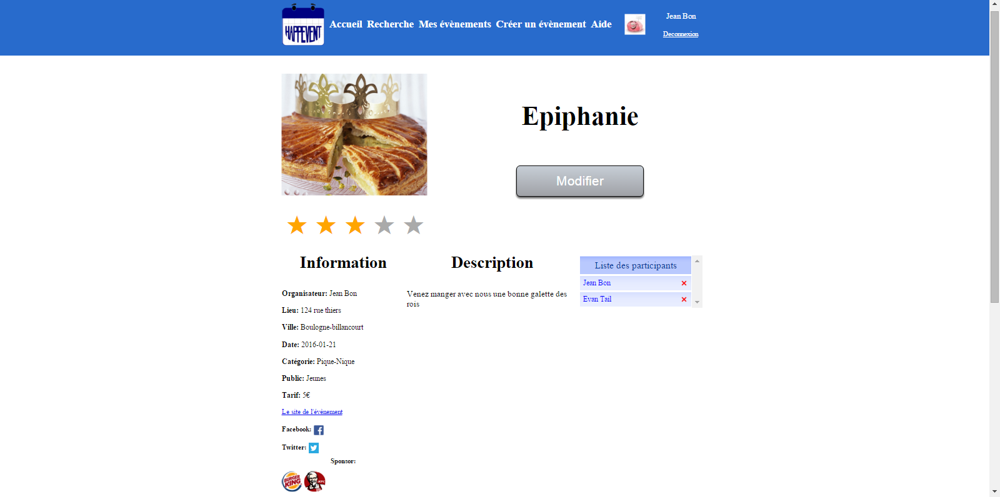 HAPPEVENT
Accueil Recherche Mes évènements Créer un évènement Aide
Jean Bon
Deconnexion
Epiphanie
Modifier
Information
Organisateur: Jean Bon
Lieu: 124 rue thiers
Ville: Boulogne-billancourt
Date: 2016-01-21
Catégorie: Pique-Nique
Public: Jeunes
Tarif: 5€
Le site de l'évènement
Facebook:
Twitter:
Sponsor:
BURGER
KING
KFC
Description
Venez manger avec nous une bonne galette des
rois
Liste des participants
Jean Bon
Evan Tail